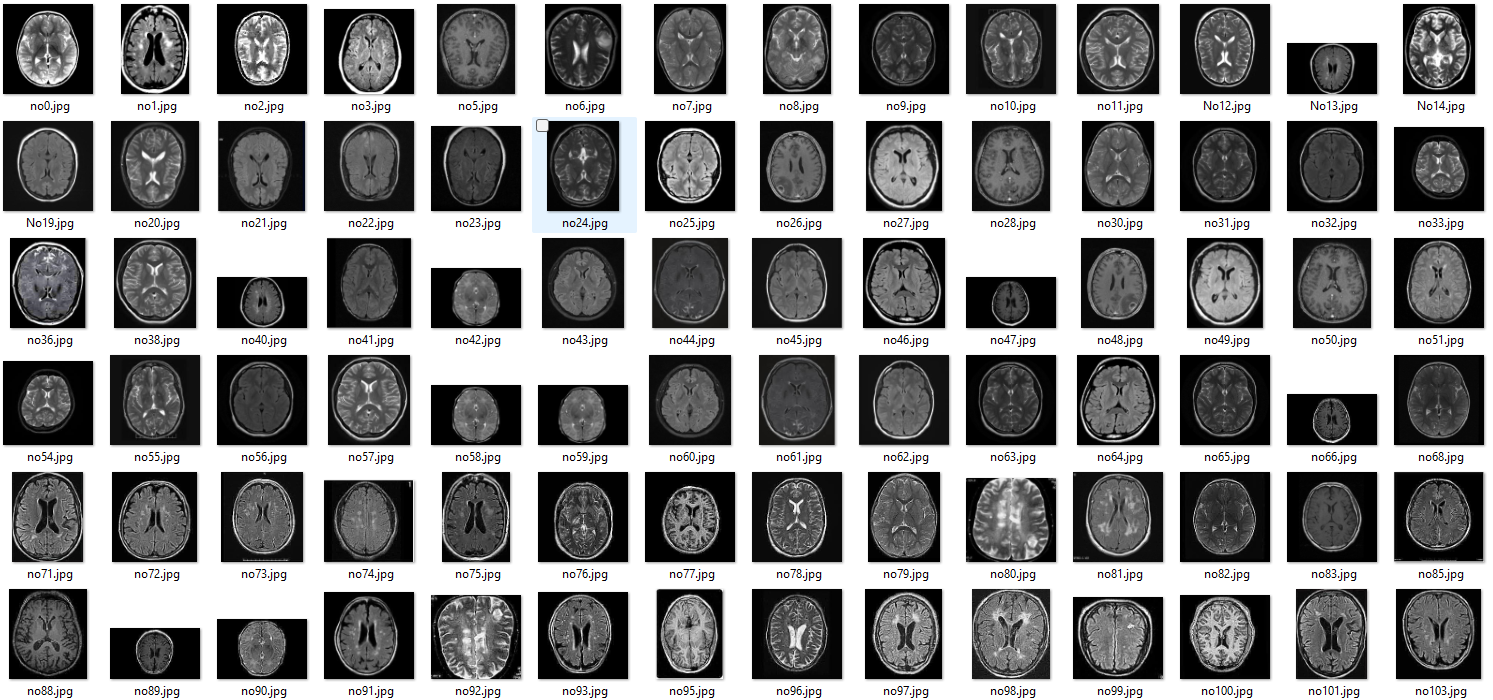 no0.jpg no1.jpg no2.jpg no3.jpg no5.jpg no6.jpg no7.jpg no8.jpg no9.jpg no10.jpg no11.jpg No12.jpg No13.jpg No14.jpg
No19.jpg no20.jpg no21.jpg no22.jpg no23.jpg no24.jpg no25.jpg no26.jpg no27.jpg no28.jpg no30.jpg no31.jpg no32.jpg no33.jpg
no36.jpg no38.jpg no40.jpg no41.jpg no42.jpg no43.jpg no44.jpg no45.jpg no46.jpg no47.jpg no48.jpg no49.jpg no50.jpg no51.jpg
no54.jpg no55.jpg no56.jpg no57.jpg no58.jpg no59.jpg no60.jpg no61.jpg no62.jpg no63.jpg no64.jpg no65.jpg no66.jpg no68.jpg
no71.jpg no72.jpg no73.jpg no74.jpg no75.jpg no76.jpg no77.jpg no78.jpg no79.jpg no80.jpg no81.jpg no82.jpg no83.jpg no85.jpg
no88.jpg no89.jpg no90.jpg no91.jpg no92.jpg no93.jpg no95.jpg no96.jpg no97.jpg no98.jpg no99.jpg no100.jpg no101.jpg no103.jpg